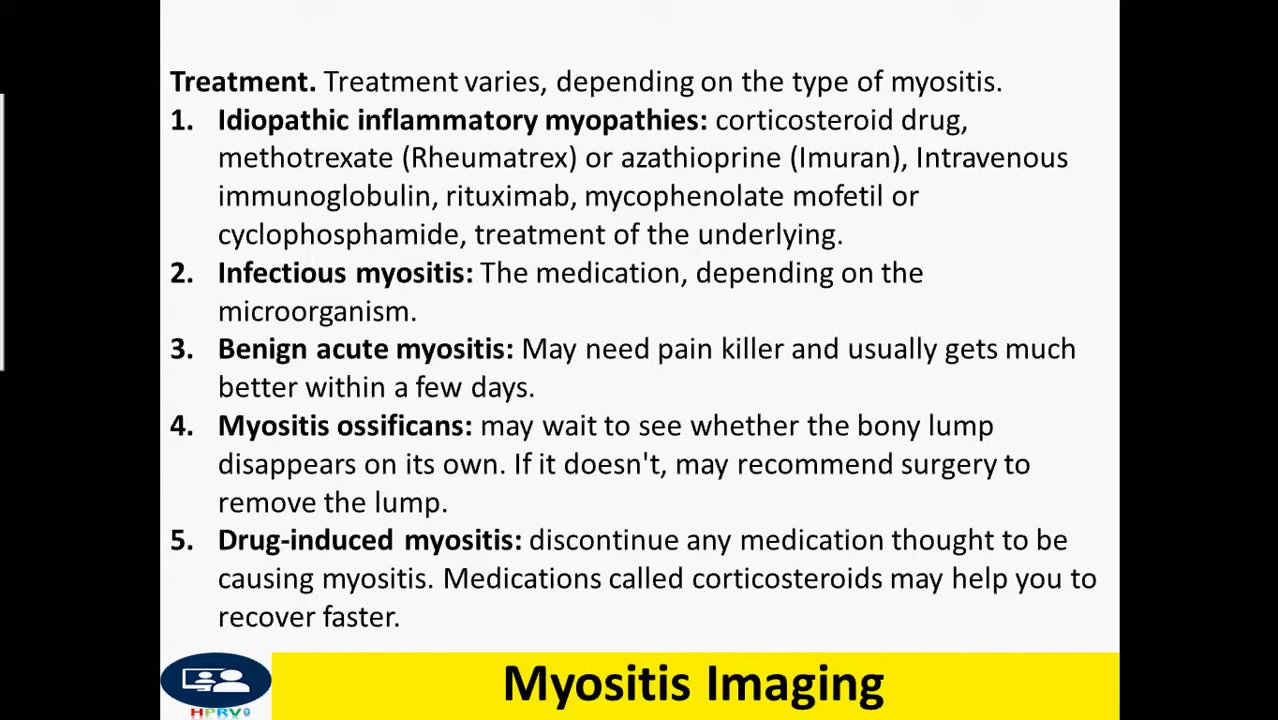 Treatment. Treatment varies, depending on the type of myositis.
1. Idiopathic inflammatory myopathies: corticosteroid drug,
methotrexate (Rheumatrex) or azathioprine (Imuran), Intravenous
immunoglobulin, rituximab, mycophenolate mofetil or
cyclophosphamide, treatment of the underlying.
2. Infectious myositis: The medication, depending on the
microorganism.
3. Benign acute myositis: May need pain killer and usually gets much
better within a few days.
4. Myositis ossificans: may wait to see whether the bony lump
disappears on its own. If it doesn't, may recommend surgery to
remove the lump.
5. Drug-induced myositis: discontinue any medication thought to be
causing myositis. Medications called corticosteroids may help you to
recover faster.
Myositis Imaging
HPRV